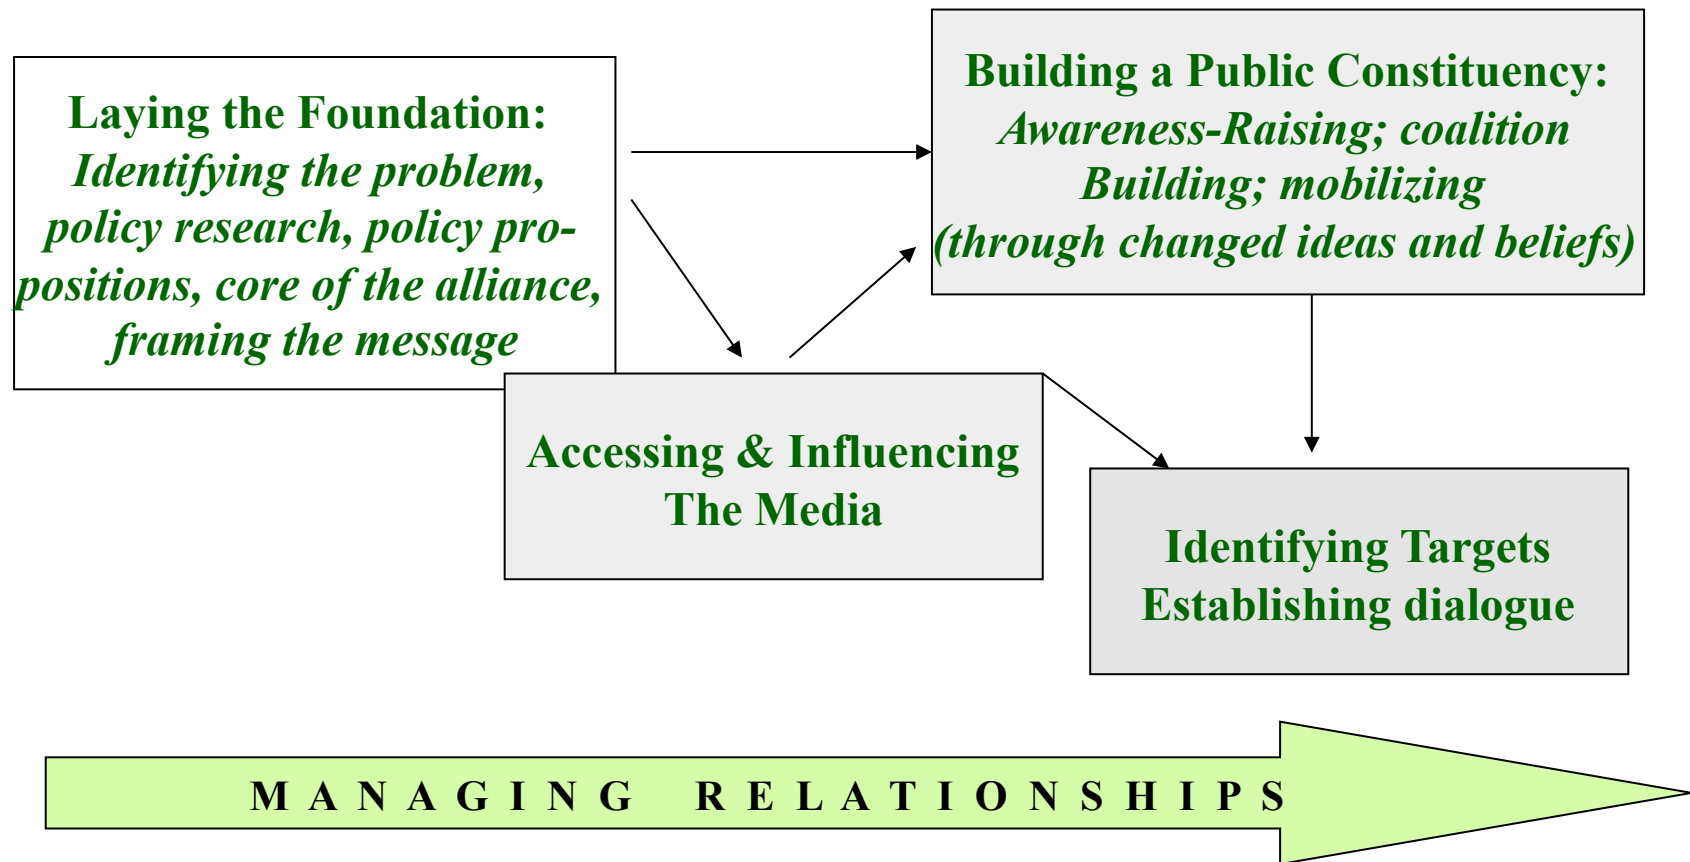 Laying the Foundation:
Identifying the problem,
policy research, policy pro-
positions, core of the alliance,
framing the message
Building a Public Constituency:
Awareness-Raising; coalition
Building; mobilizing
(through changed ideas and beliefs)
Accessing & Influencing
The Media
Identifying Targets
Establishing dialogue
MANAGING RELATIONSHIPS